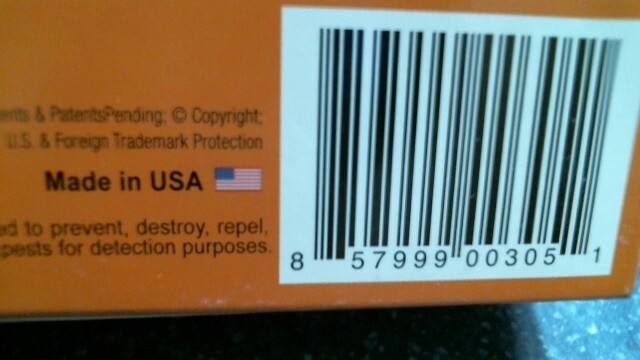 & PatentsPending; © Copyright;
U.S. & Foreign Trademark Protection
Made in USA
to prevent, destroy, repel,
pests for detection purposes.
8 57999 00305 1